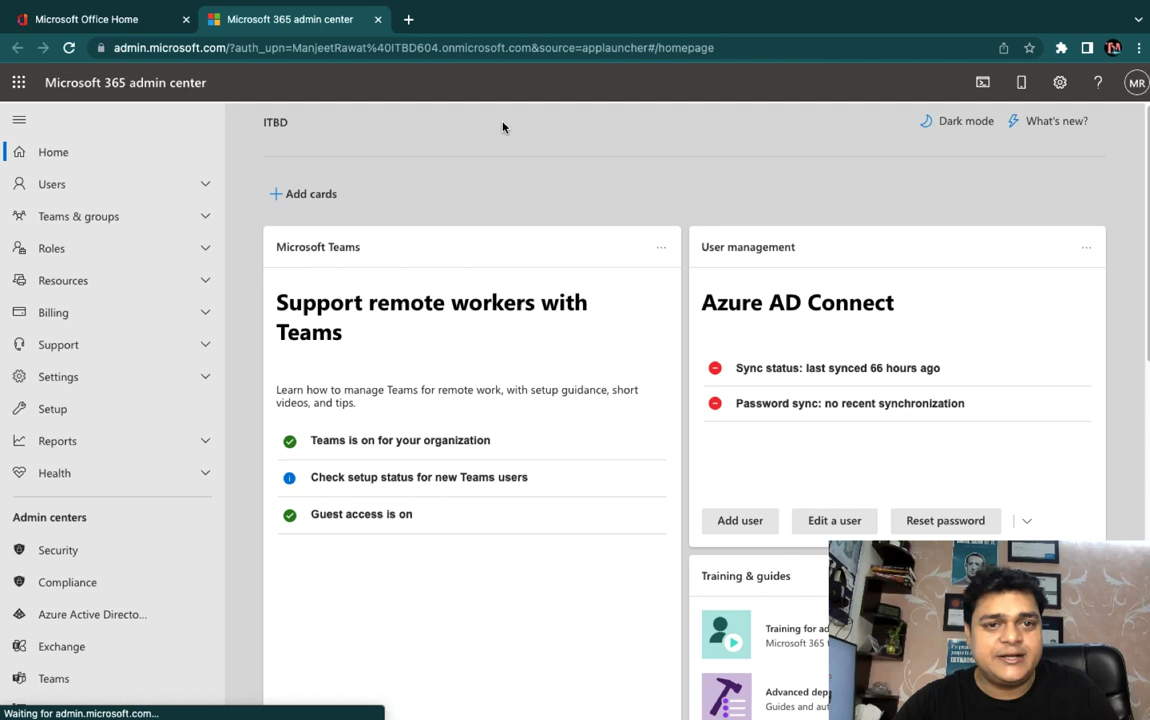 Microsoft Office Home
Microsoft 365 admin center
admin.microsoft.com/?auth_upn=ManjeetRawat%40ITBD604.onmicrosoft.com&source=applauncher#/homepage
Microsoft 365 admin center
MR
ITBD
Dark mode
What's new?
Home
Add cards
Users
Teams & groups
Microsoft Teams
User management
Roles
Resources
Support remote workers with
Teams
Azure AD Connect
Billing
Support
Sync status: last synced 66 hours ago
Settings
Learn how to manage Teams for remote work, with setup guidance, short
videos, and tips.
Password sync: no recent synchronization
Setup
Reports
Teams is on for your organization
Health
Check setup status for new Teams users
Admin centers
Guest access is on
Add user
Edit a user
Reset password
Security
Compliance
Training & guides
Azure Active Directo...
Training for ad
Microsoft 365
Exchange
Teams
Advanced dep
Guides and aut
Waiting for admin.microsoft.com...